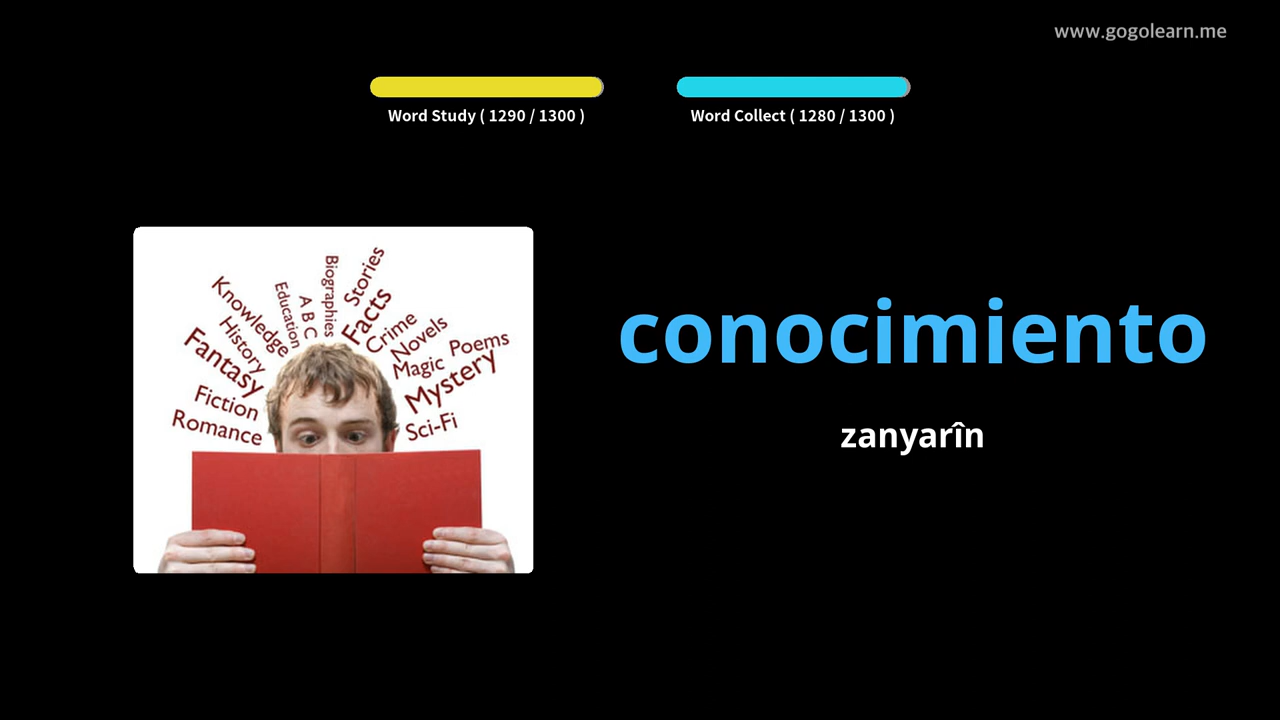 www.gogolearn.me
Word Study ( 1290 / 1300 )
Word Collect ( 1280 / 1300 )
Biographies
Stories
Education
A B C
Facts
Knowledge
Crime
History
Novels
Fantasy
Magic
Poems
Mystery
Fiction
Romance
Sci-Fi
conocimiento
zanyarîn